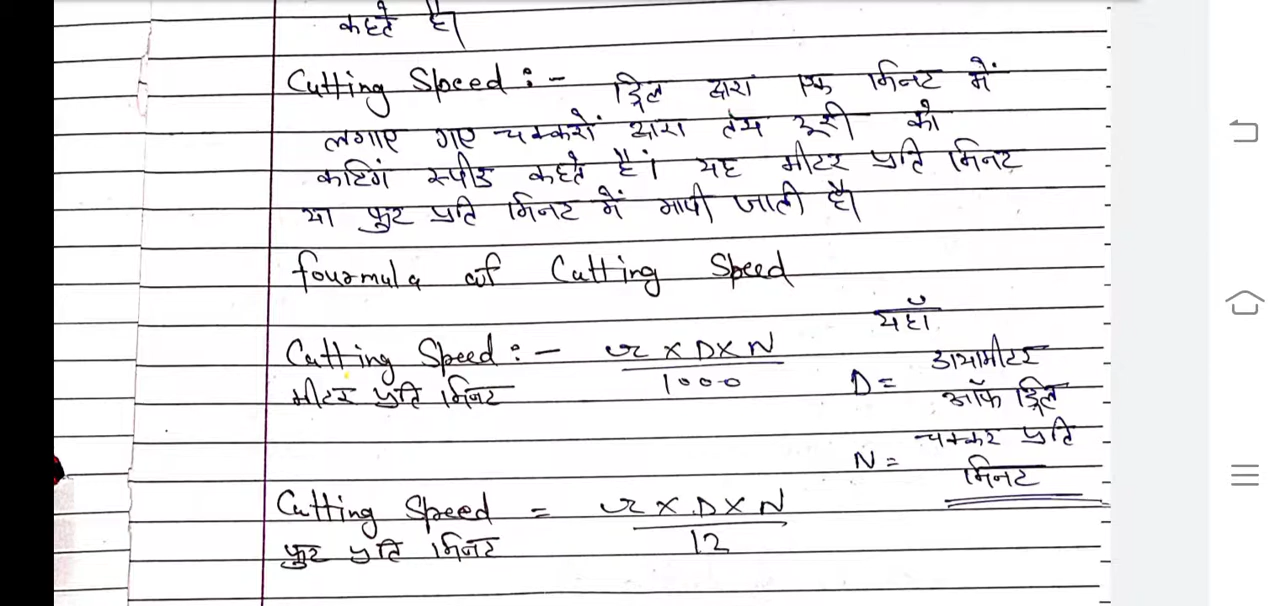 कहते है।
Cutting Speed :- ड्रिल द्वारा एक मिनट में
लगाए गए चक्करों द्वारा तय दूरी को
कटिगं स्पीड कहते है। यह मीटर प्रति मिनट
या फुट प्रति मिनट में मापी जाती है।
fourmula of Cutting Speed
यहाँ
Cutting Speed :- π × D × N / 1000
मीटर प्रति मिनट
D = डायामीटर
ऑफ ड्रिल
N = चक्कर प्रति
मिनट
Cutting Speed = π × D × N / 12
फुट प्रति मिनट